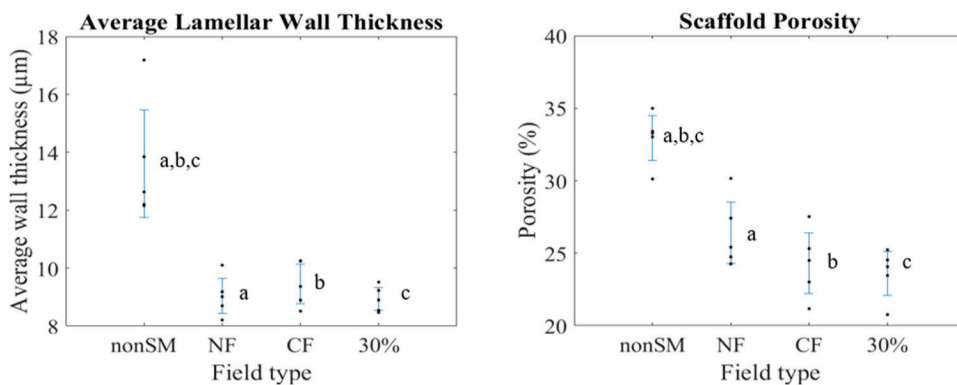 Average Lamellar Wall Thickness
18
16
14
12
10
8
Average wall thickness (μm)
a,b,c
a
b
c
nonSM NF CF 30%
Field type
Scaffold Porosity
40
35
30
25
20
Porosity (%)
a,b,c
a
b
c
nonSM NF CF 30%
Field type